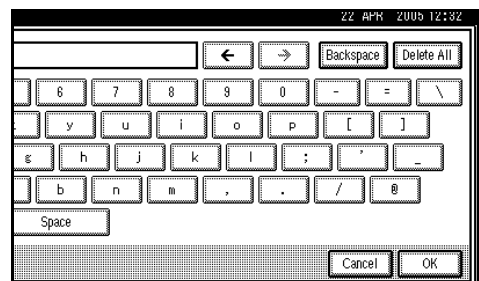 22 APR 2005 12:32
← → Backspace Delete All
6 7 8 9 0 - = \
y u i o p [ ]
g h j k l ; ' _
b n m , . / @
Space
Cancel OK